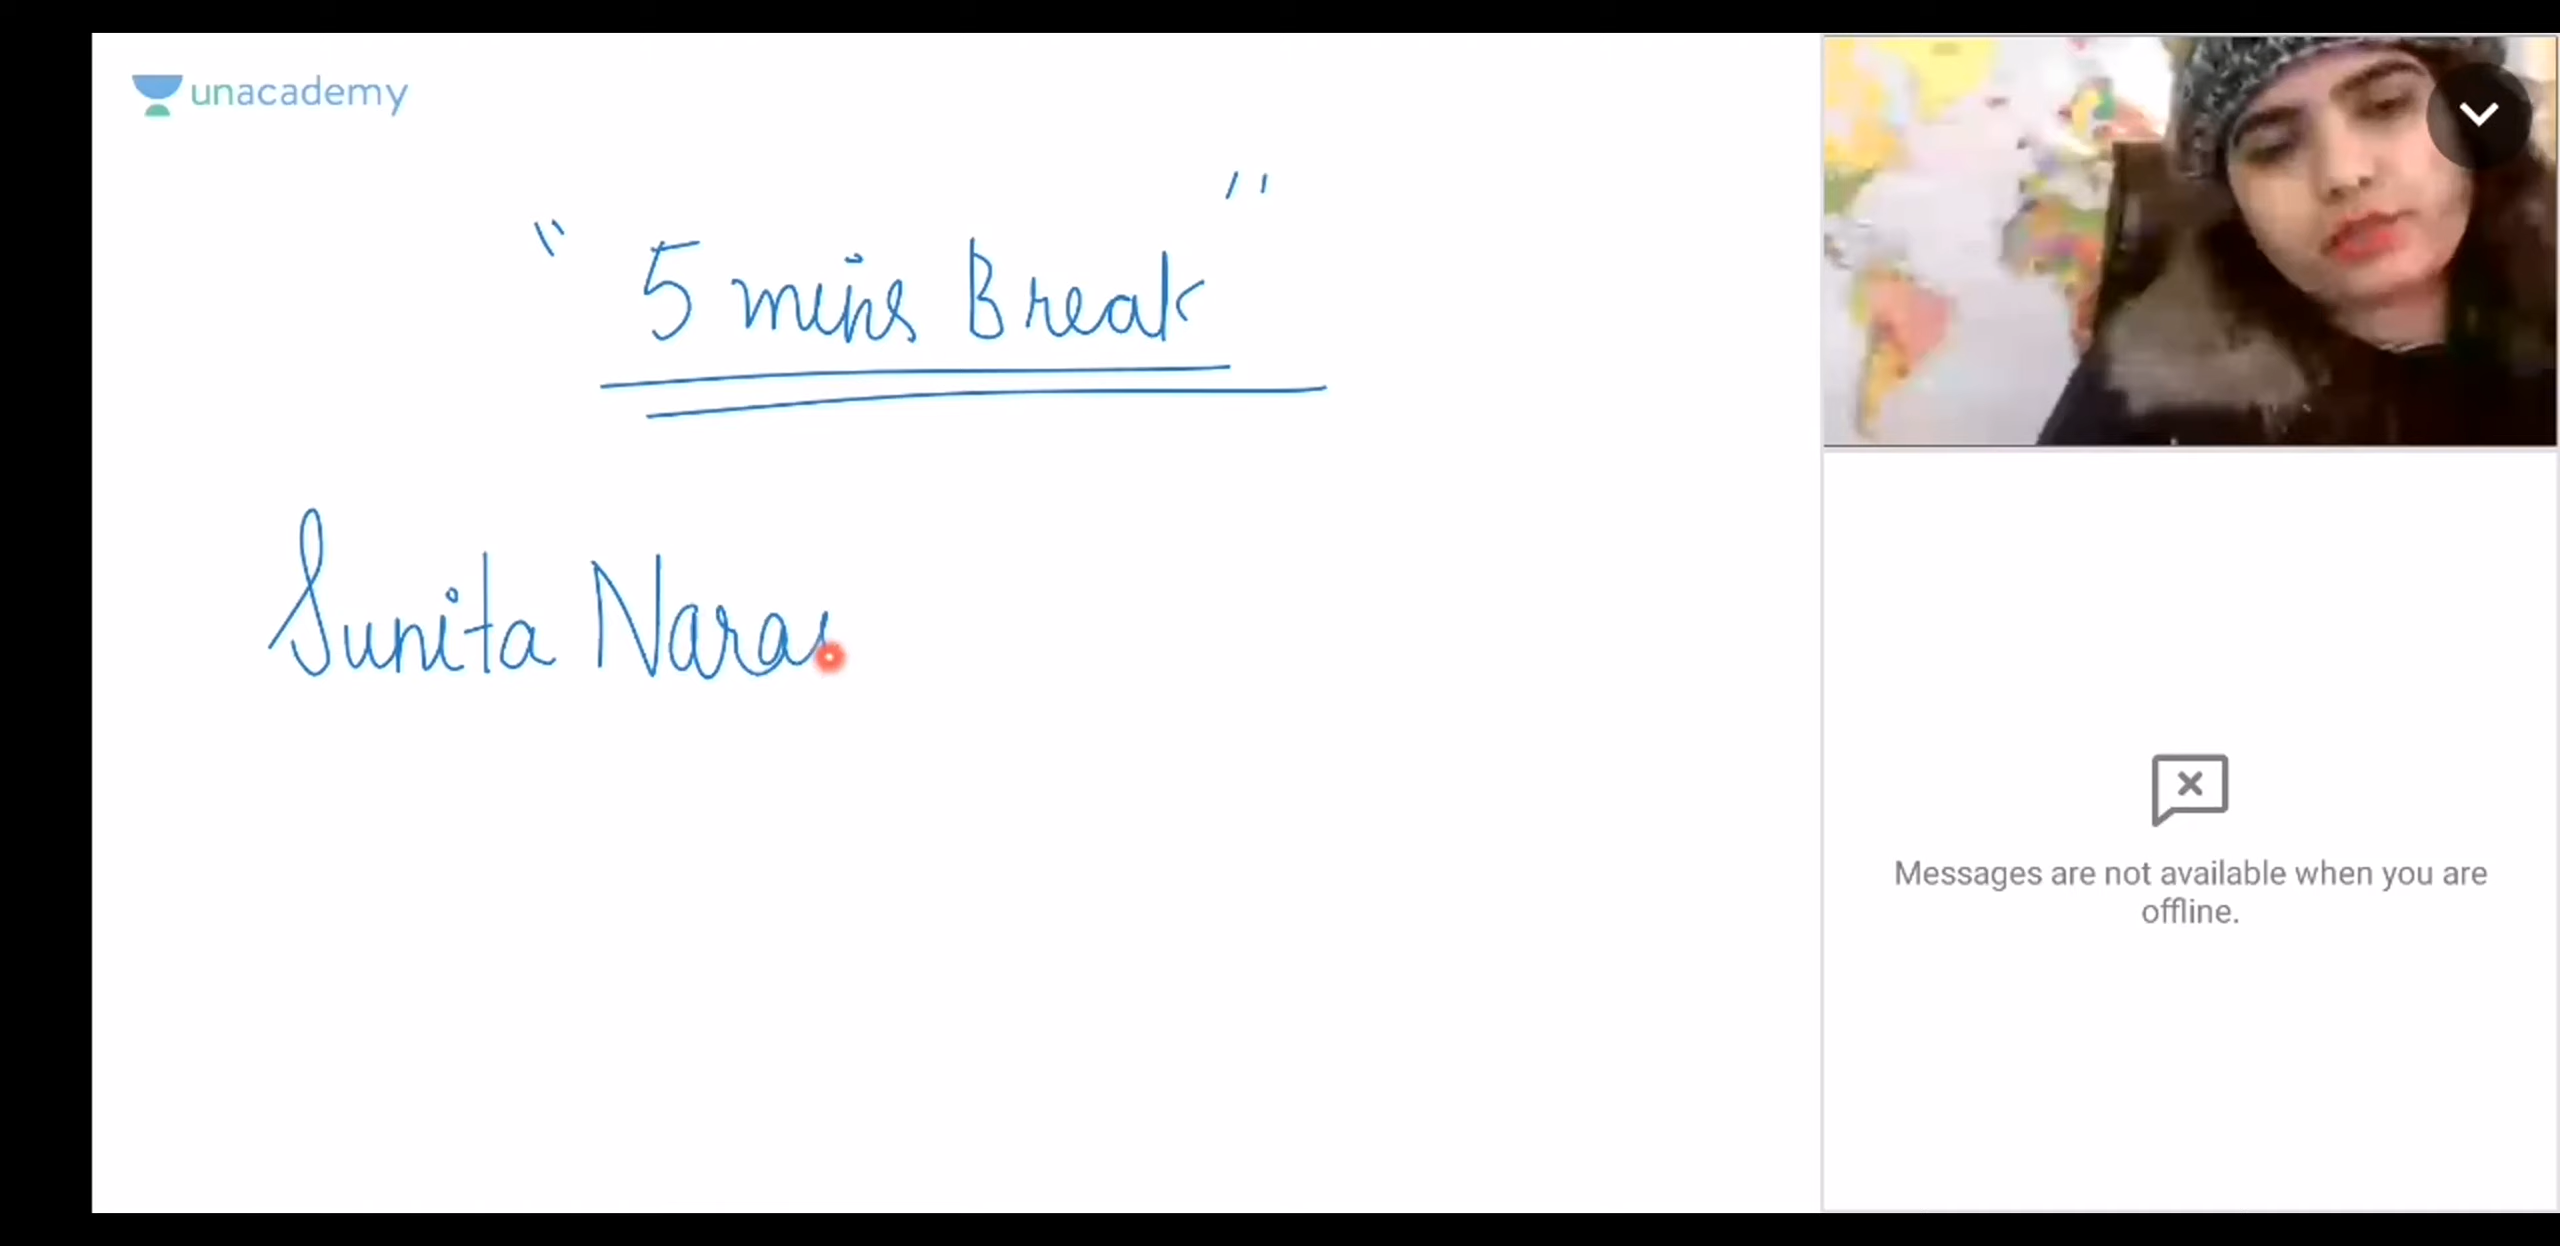 unacademy
" 5 mins Break "
Sunita Nara
Messages are not available when you are
offline.